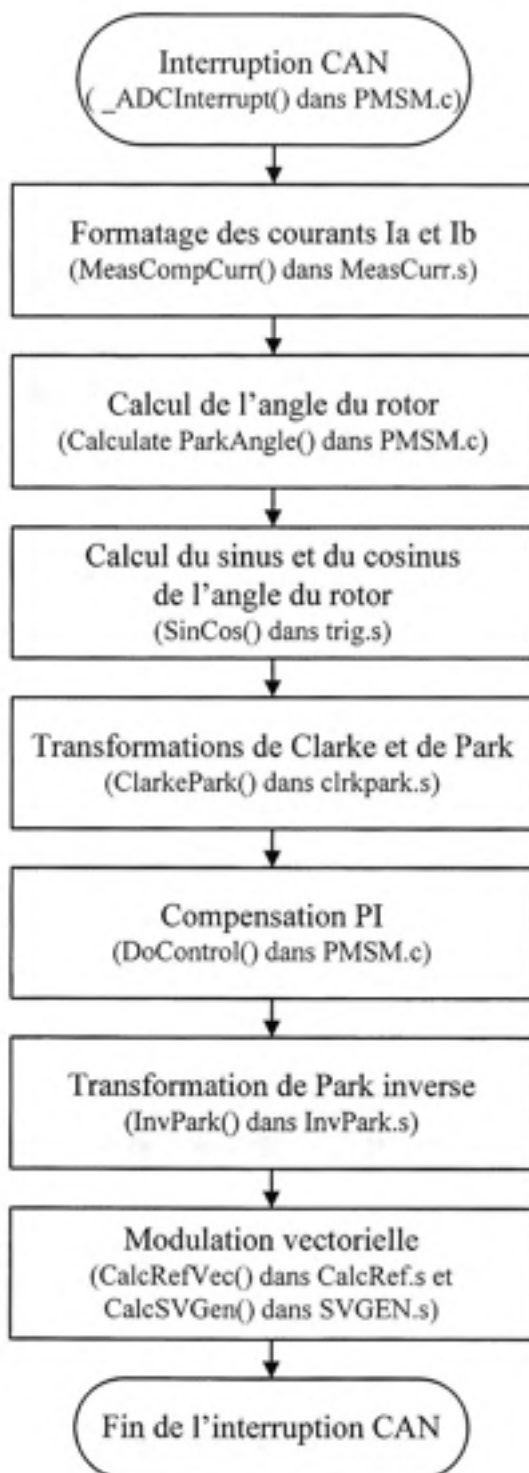 Interruption CAN
( _ADCInterrupt() dans PMSM.c)
Formatage des courants Ia et Ib
(MeasCompCurr() dans MeasCurr.s)
Calcul de l'angle du rotor
(Calculate ParkAngle() dans PMSM.c)
Calcul du sinus et du cosinus
de l'angle du rotor
(SinCos() dans trig.s)
Transformations de Clarke et de Park
(ClarkePark() dans clrkpark.s)
Compensation PI
(DoControl() dans PMSM.c)
Transformation de Park inverse
(InvPark() dans InvPark.s)
Modulation vectorielle
(CalcRefVec() dans CalcRef.s et
CalcSVGen() dans SVGEN.s)
Fin de l'interruption CAN